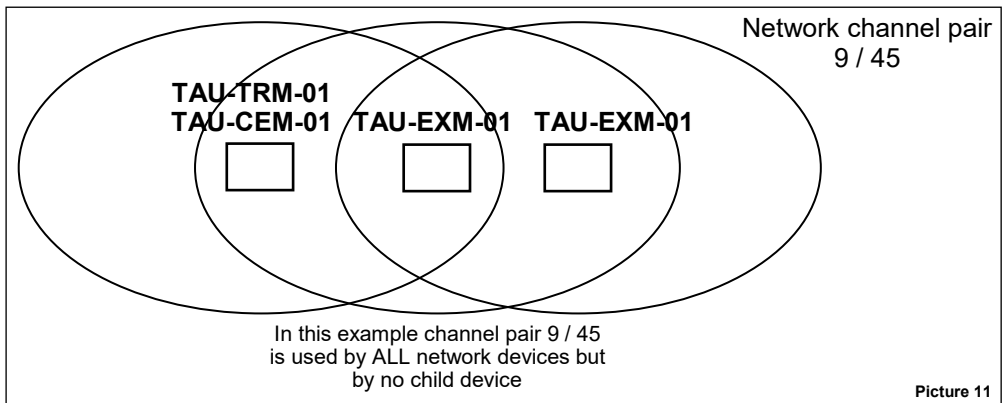 Network channel pair
9 / 45
TAU-TRM-01
TAU-CEM-01 TAU-EXM-01 TAU-EXM-01
In this example channel pair 9 / 45
is used by ALL network devices but
by no child device
Picture 11